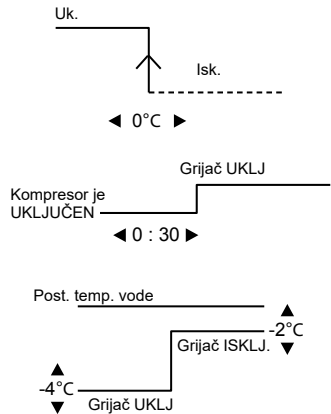 Uk.
Isk.
◄ 0°C ►
Grijač UKLJ
Kompresor je
UKLJUČEN
◄ 0 : 30 ►
Post. temp. vode
-2°C
Grijač ISKLJ.
-4°C
Grijač UKLJ